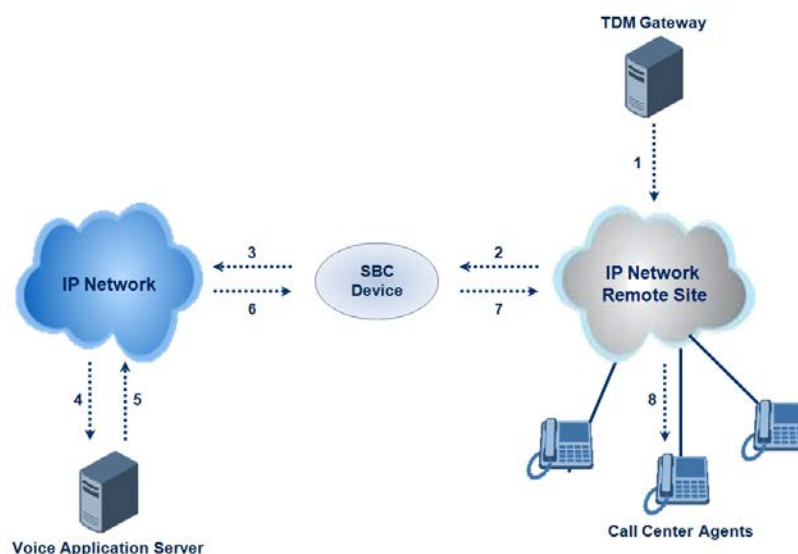 TDM Gateway
1
3
2
IP Network
SBC
Device
IP Network
Remote Site
6
7
4
5
8
Voice Application Server
Call Center Agents